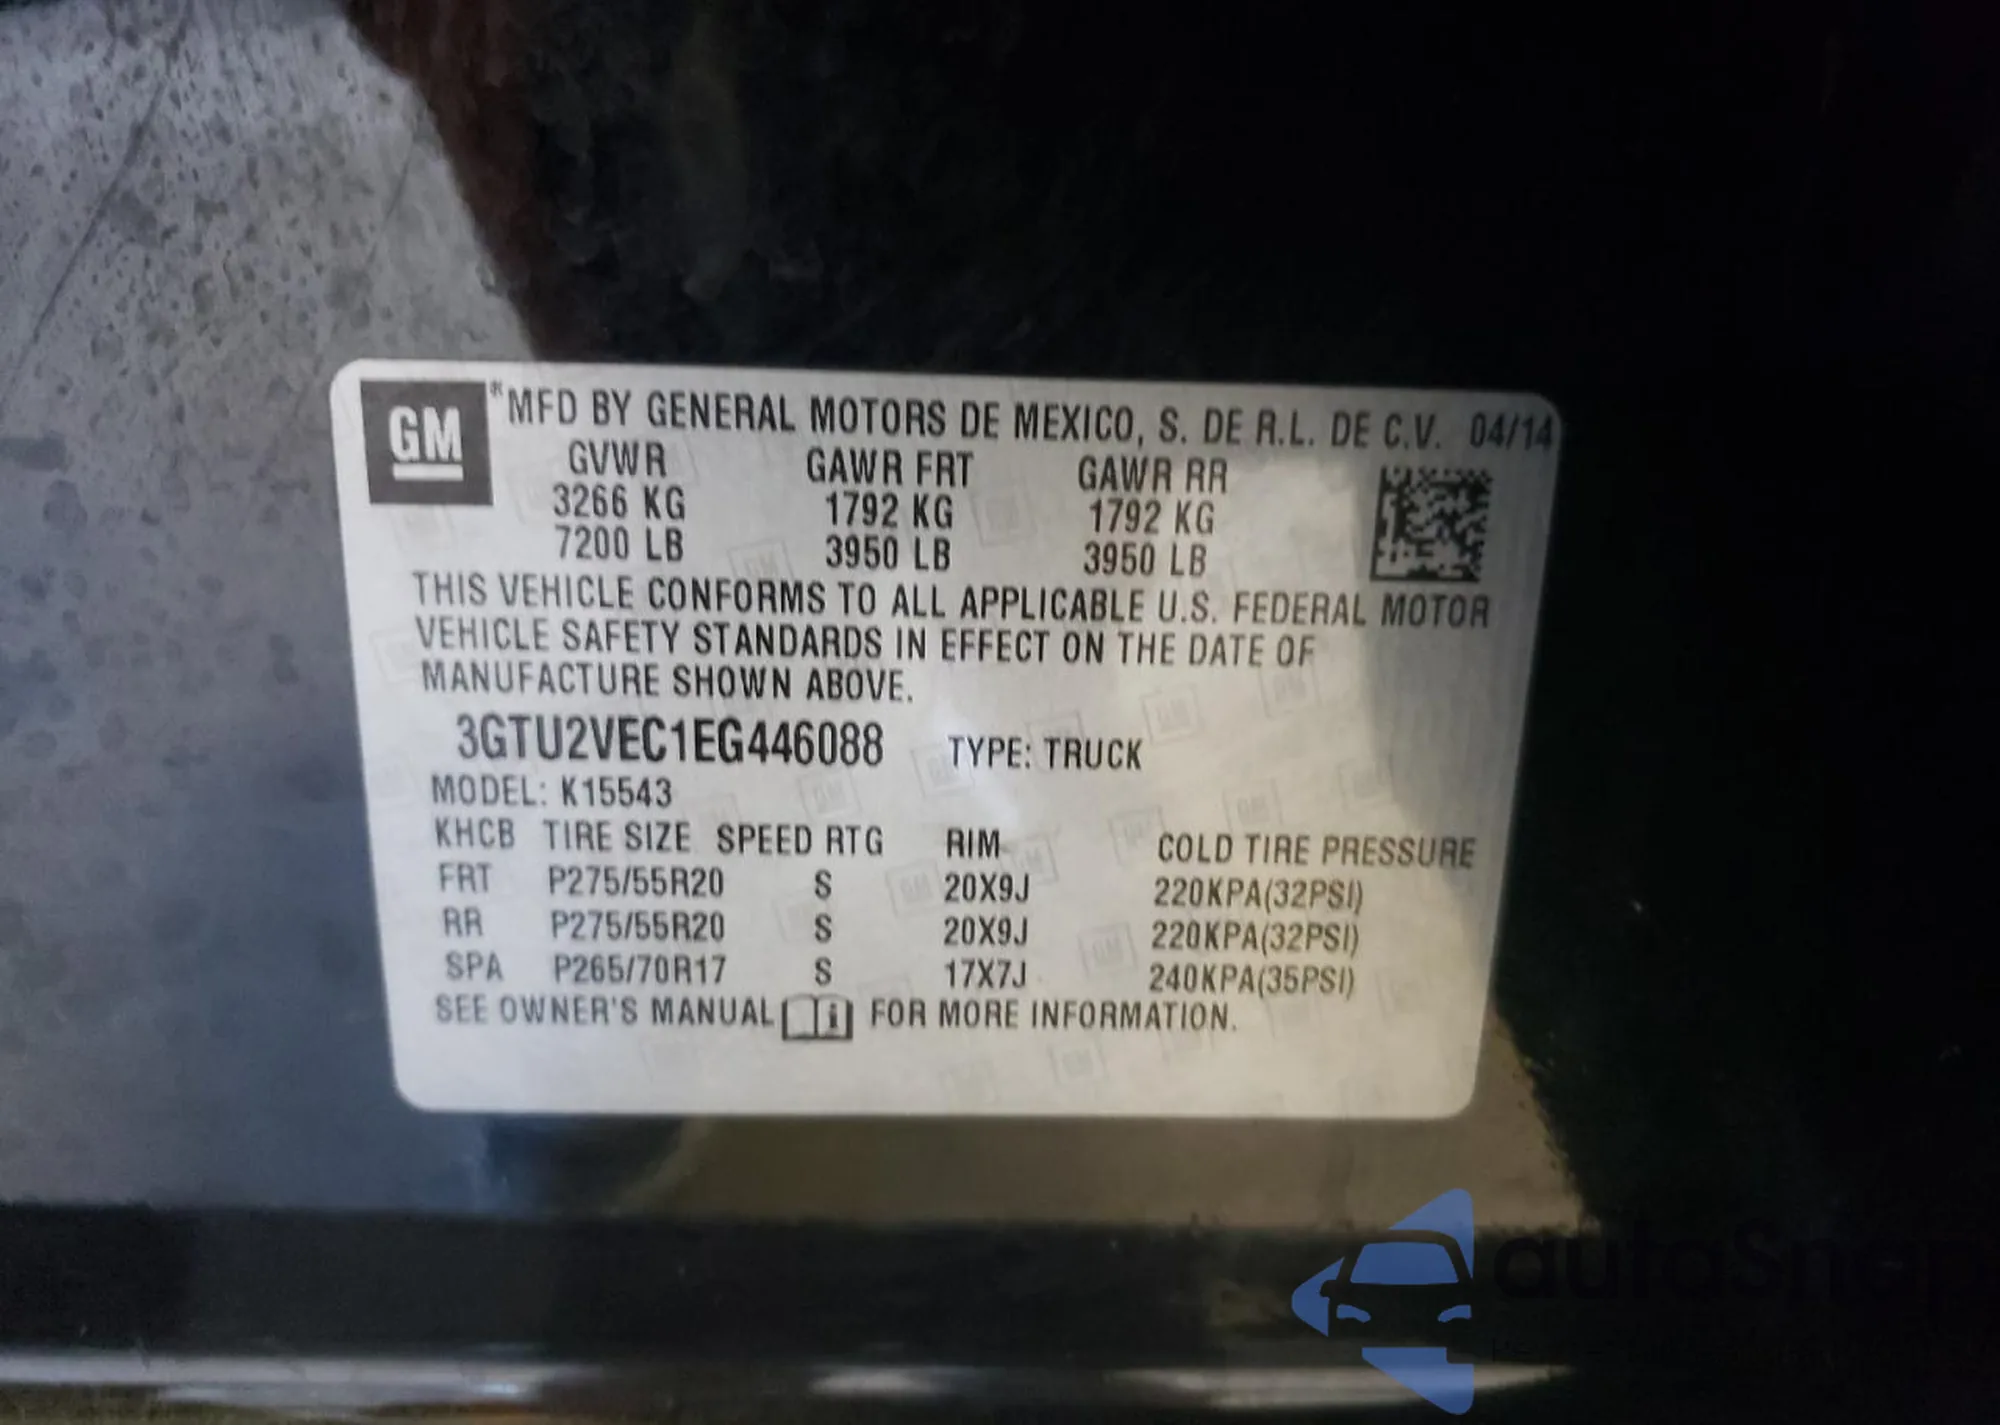 GM
*MFD BY GENERAL MOTORS DE MEXICO, S. DE R.L. DE C.V. 04/14
GVWR GAWR FRT GAWR RR
3266 KG 1792 KG 1792 KG
7200 LB 3950 LB 3950 LB
THIS VEHICLE CONFORMS TO ALL APPLICABLE U.S. FEDERAL MOTOR
VEHICLE SAFETY STANDARDS IN EFFECT ON THE DATE OF
MANUFACTURE SHOWN ABOVE.
3GTU2VEC1EG446088 TYPE: TRUCK
MODEL: K15543
KHCB TIRE SIZE SPEED RTG RIM COLD TIRE PRESSURE
FRT P275/55R20 S 20X9J 220KPA(32PSI)
RR P275/55R20 S 20X9J 220KPA(32PSI)
SPA P265/70R17 S 17X7J 240KPA(35PSI)
SEE OWNER'S MANUAL i FOR MORE INFORMATION.
autoSnap